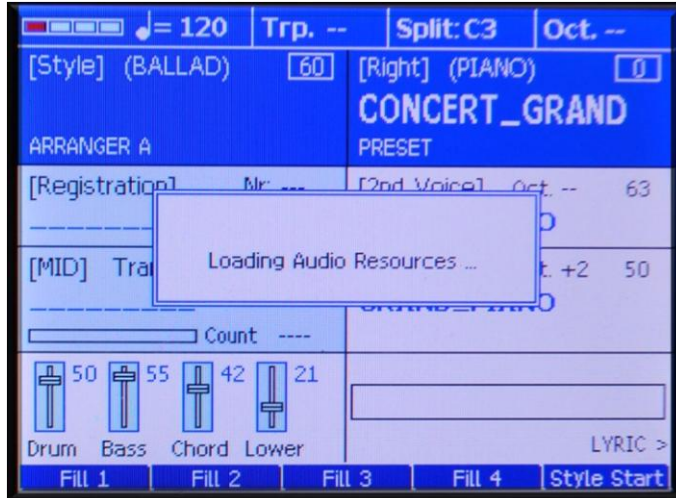 ♩= 120 Trp. -- Split: C3 Oct. --
[Style] (BALLAD) 60
ARRANGER A
[Right] (PIANO) 0
CONCERT_GRAND
PRESET
[Registration] Nr: ---
[2nd Voice] Oct. -- 63
Loading Audio Resources ...
[MID]
+2 50
Count ----
50 55 42 21
Drum Bass Chord Lower
LYRIC >
Fill 1 Fill 2 Fill 3 Fill 4 Style Start